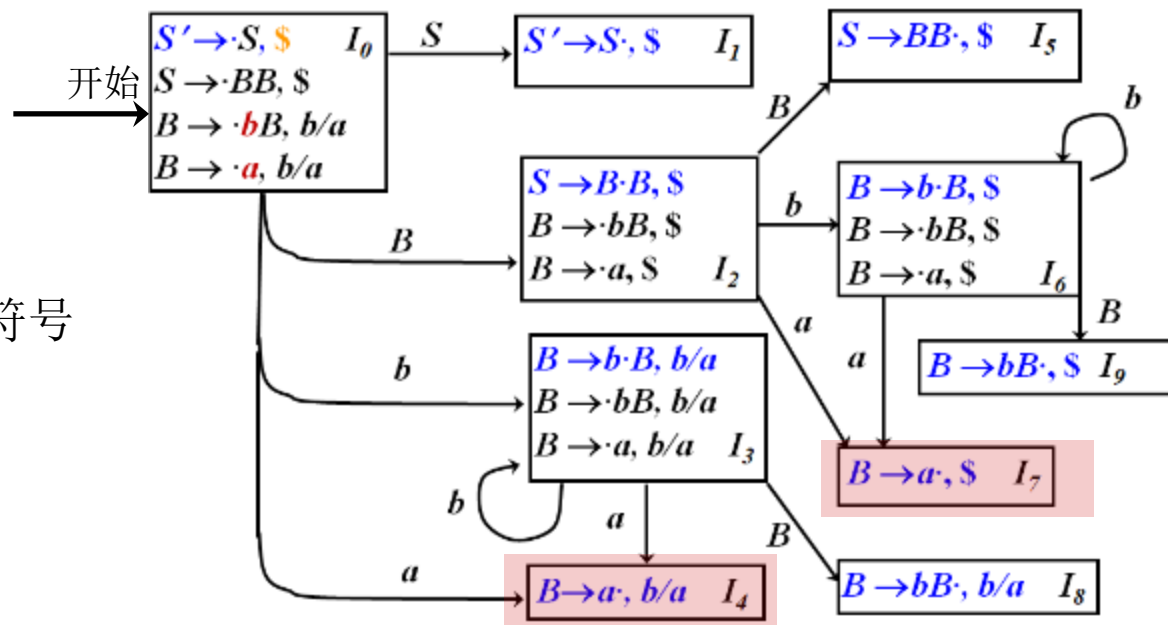 S′→·S, $ I₀
S→·BB, $
B→·bB, b/a
B→·a, b/a
开始
S
S′→S·, $ I₁
S→BB·, $ I₅
B
b
S→B·B, $
B→·bB, $
B→·a, $ I₂
B
b
B→b·B, $
B→·bB, $
B→·a, $ I₆
符号
a
a
B
B→bB·, $ I₉
b
B→b·B, b/a
B→·bB, b/a
B→·a, b/a I₃
B→a·, $ I₇
b
a
B
a
B→a·, b/a I₄
B→bB·, b/a I₈